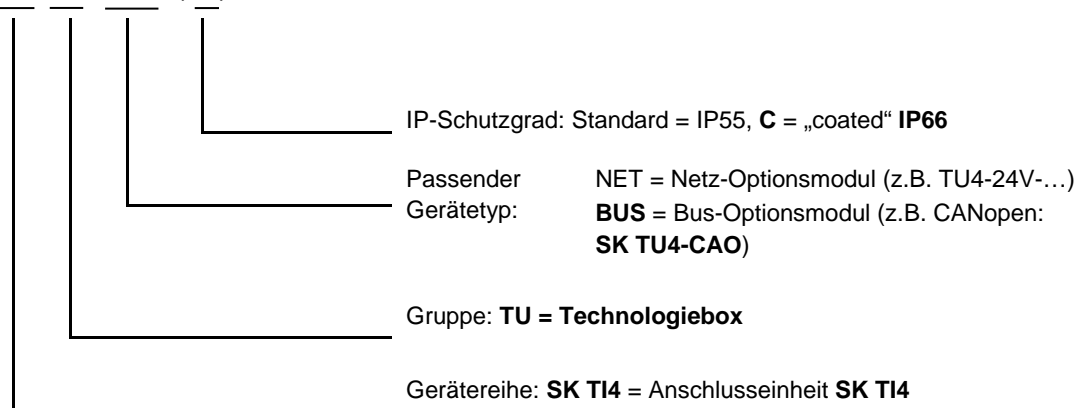 IP-Schutzgrad: Standard = IP55, C = „coated“ IP66
Passender NET = Netz-Optionsmodul (z.B. TU4-24V-…)
Gerätetyp: BUS = Bus-Optionsmodul (z.B. CANopen:
SK TU4-CAO)
Gruppe: TU = Technologiebox
Gerätereihe: SK TI4 = Anschlusseinheit SK TI4